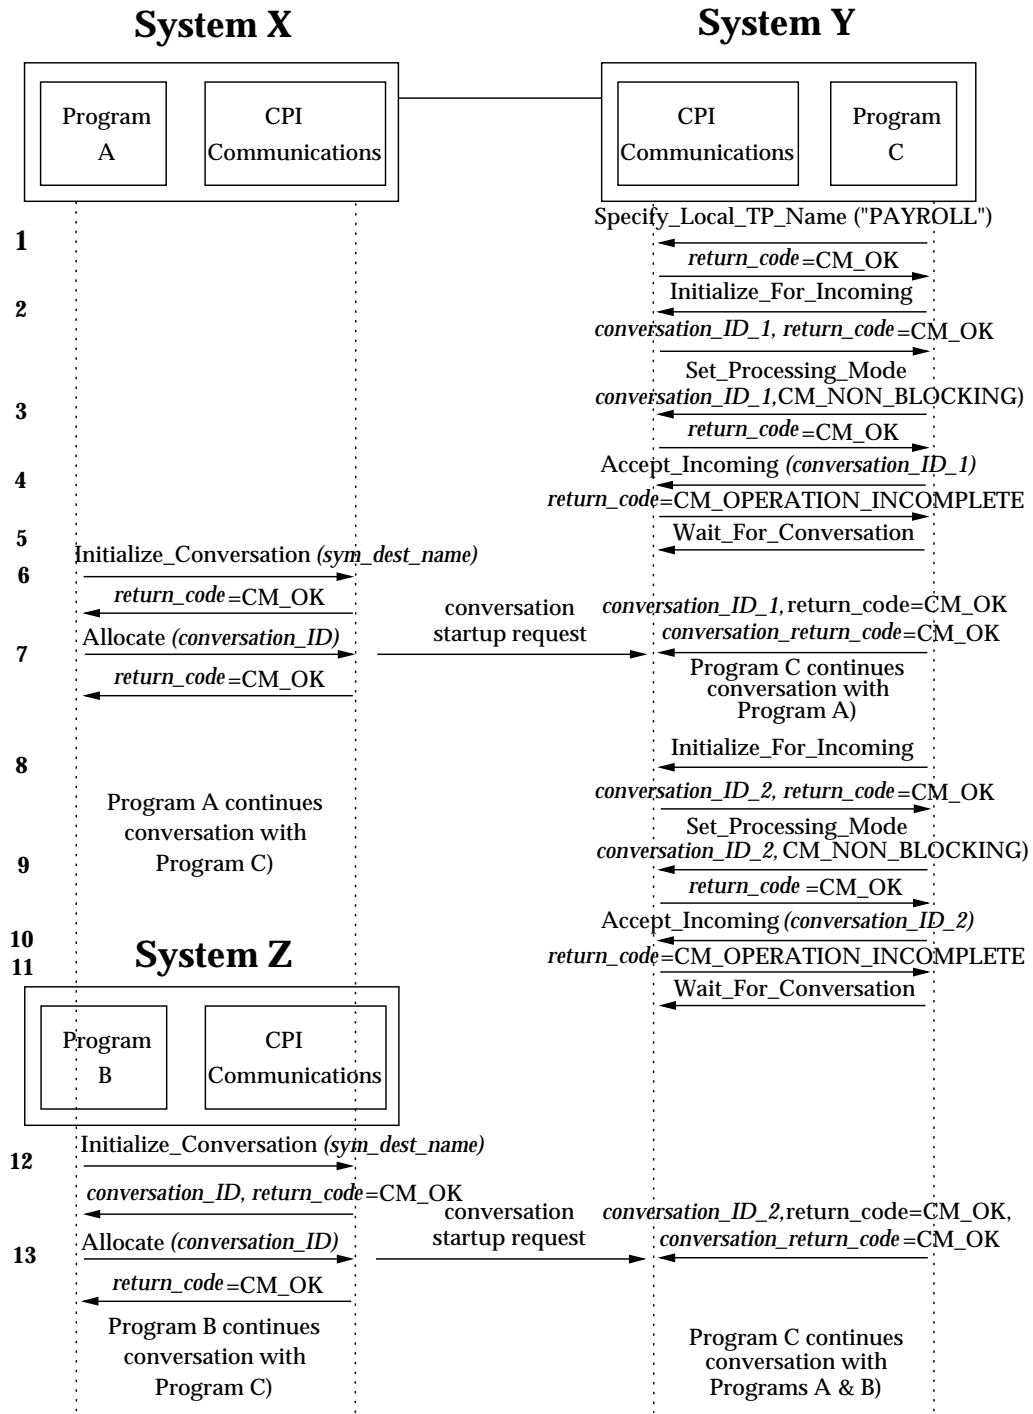 System X
System Y
Program
A
CPI
Communications
CPI
Communications
Program
C
Specify_Local_TP_Name ("PAYROLL")
1
return_code=CM_OK
Initialize_For_Incoming
2
conversation_ID_1, return_code=CM_OK
Set_Processing_Mode
conversation_ID_1,CM_NON_BLOCKING)
3
return_code=CM_OK
Accept_Incoming (conversation_ID_1)
4
return_code=CM_OPERATION_INCOMPLETE
5
Wait_For_Conversation
Initialize_Conversation (sym_dest_name)
6
return_code=CM_OK
conversation
startup request
conversation_ID_1,return_code=CM_OK
conversation_return_code=CM_OK
Allocate (conversation_ID)
7
return_code=CM_OK
Program C continues
conversation with
Program A)
Initialize_For_Incoming
8
conversation_ID_2, return_code=CM_OK
Program A continues
conversation with
Program C)
Set_Processing_Mode
conversation_ID_2,CM_NON_BLOCKING)
9
return_code =CM_OK
Accept_Incoming (conversation_ID_2)
10
return_code=CM_OPERATION_INCOMPLETE
11
Wait_For_Conversation
System Z
Program
B
CPI
Communications
Initialize_Conversation (sym_dest_name)
12
conversation_ID, return_code=CM_OK
conversation
startup request
conversation_ID_2,return_code=CM_OK,
conversation_return_code=CM_OK
Allocate (conversation_ID)
13
return_code=CM_OK
Program B continues
conversation with
Program C)
Program C continues
conversation with
Programs A & B)